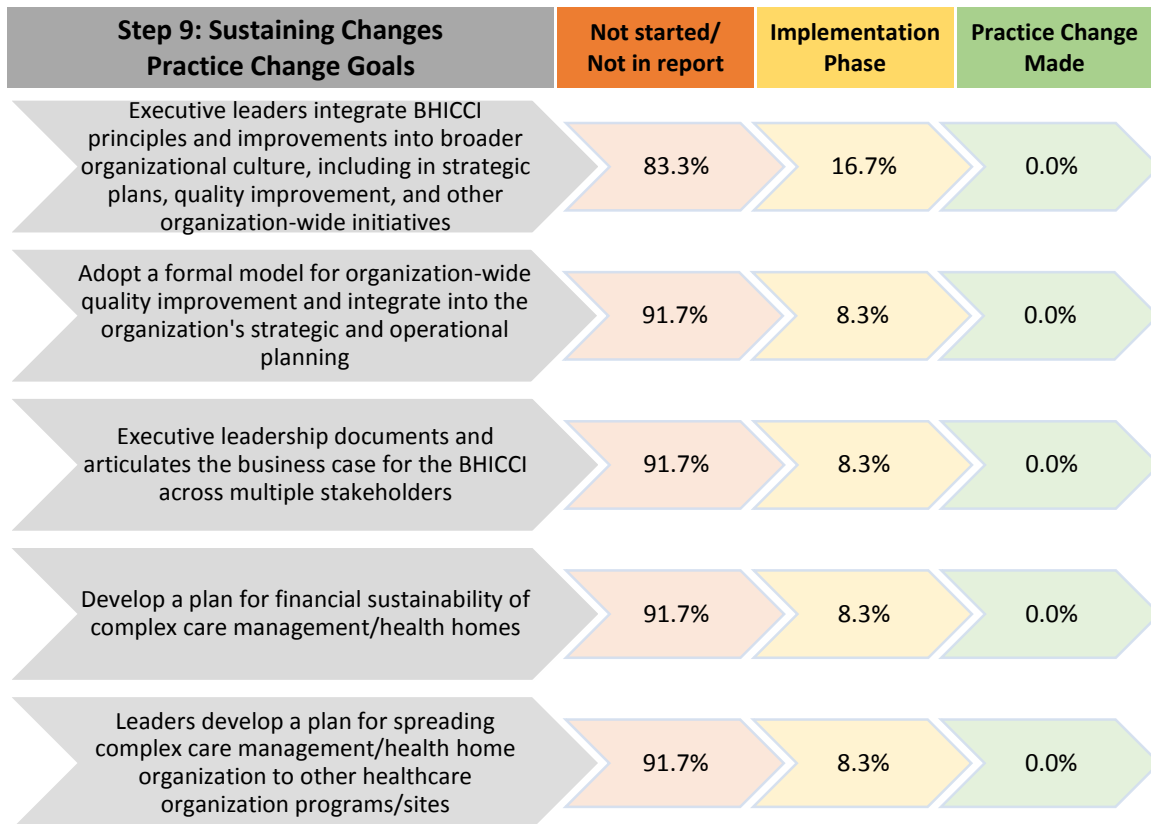 Step 9: Sustaining Changes
Practice Change Goals
Not started/
Not in report
Implementation
Phase
Practice Change
Made
Executive leaders integrate BHICCI
principles and improvements into broader
organizational culture, including in strategic
plans, quality improvement, and other
organization-wide initiatives
83.3%
16.7%
0.0%
Adopt a formal model for organization-wide
quality improvement and integrate into the
organization's strategic and operational
planning
91.7%
8.3%
0.0%
Executive leadership documents and
articulates the business case for the BHICCI
across multiple stakeholders
91.7%
8.3%
0.0%
Develop a plan for financial sustainability of
complex care management/health homes
91.7%
8.3%
0.0%
Leaders develop a plan for spreading
complex care management/health home
organization to other healthcare
organization programs/sites
91.7%
8.3%
0.0%